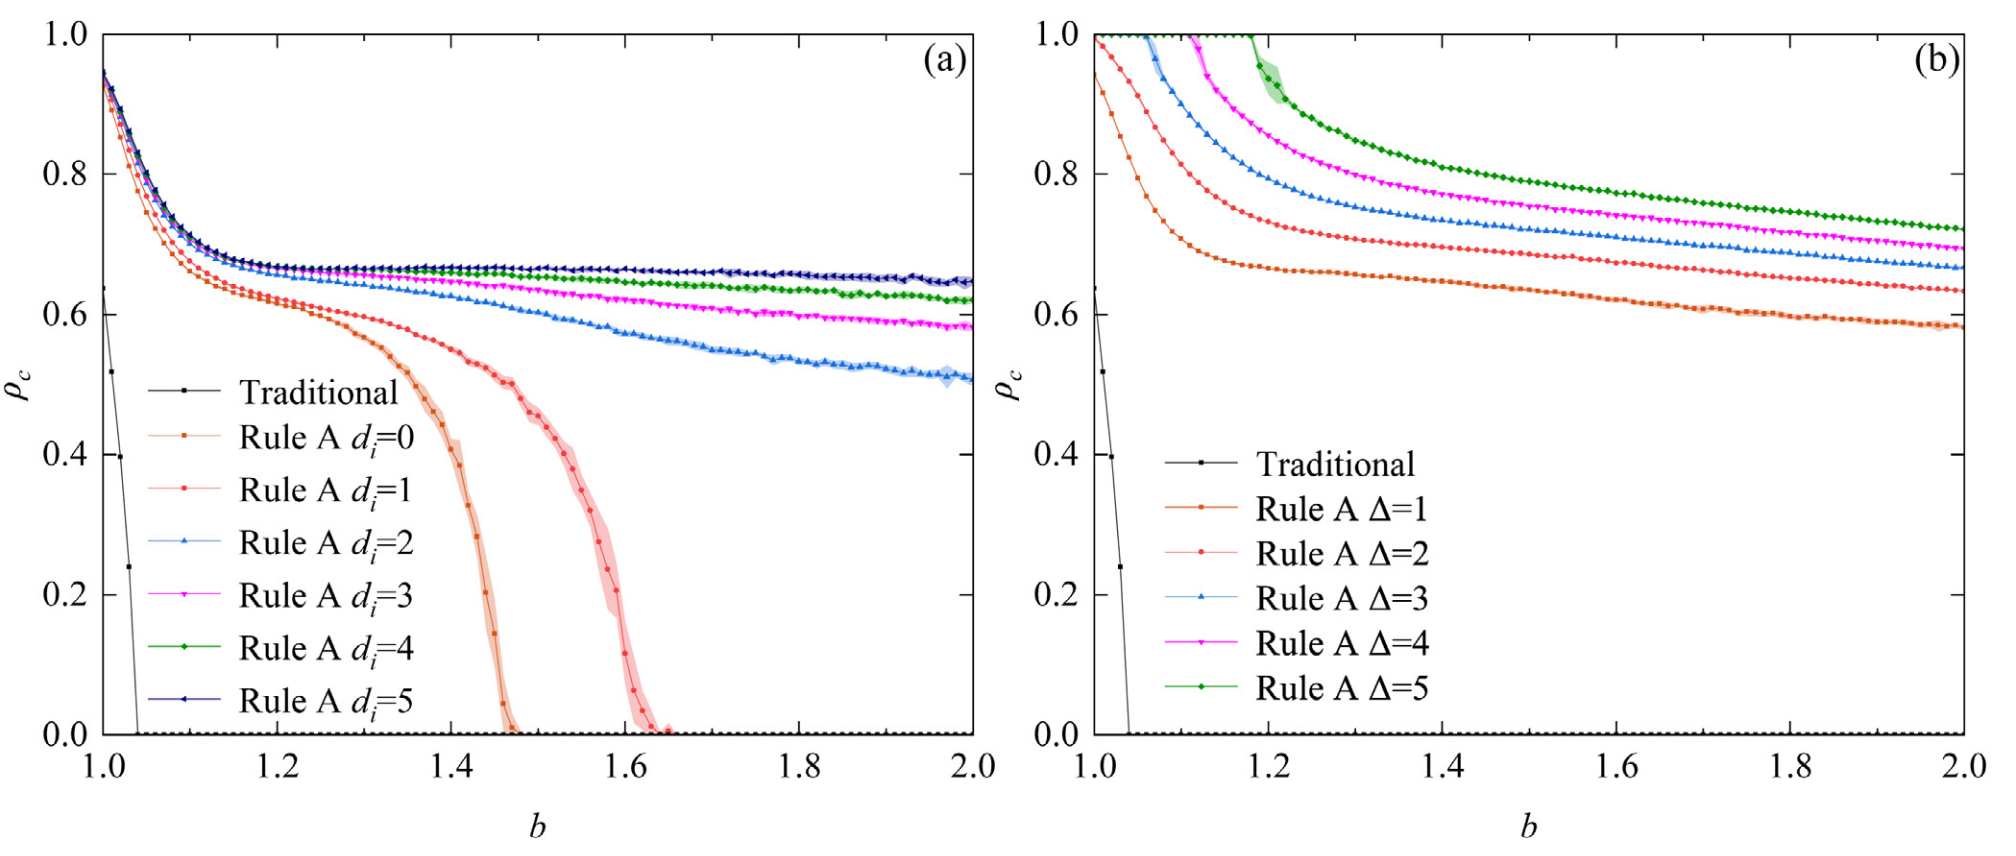 (a)
1.0
0.8
0.6
0.4
0.2
0.0
ρc
Traditional
Rule A di=0
Rule A di=1
Rule A di=2
Rule A di=3
Rule A di=4
Rule A di=5
1.0 1.2 1.4 1.6 1.8 2.0
b
(b)
1.0
0.8
0.6
0.4
0.2
0.0
ρc
Traditional
Rule A Δ=1
Rule A Δ=2
Rule A Δ=3
Rule A Δ=4
Rule A Δ=5
1.0 1.2 1.4 1.6 1.8 2.0
b